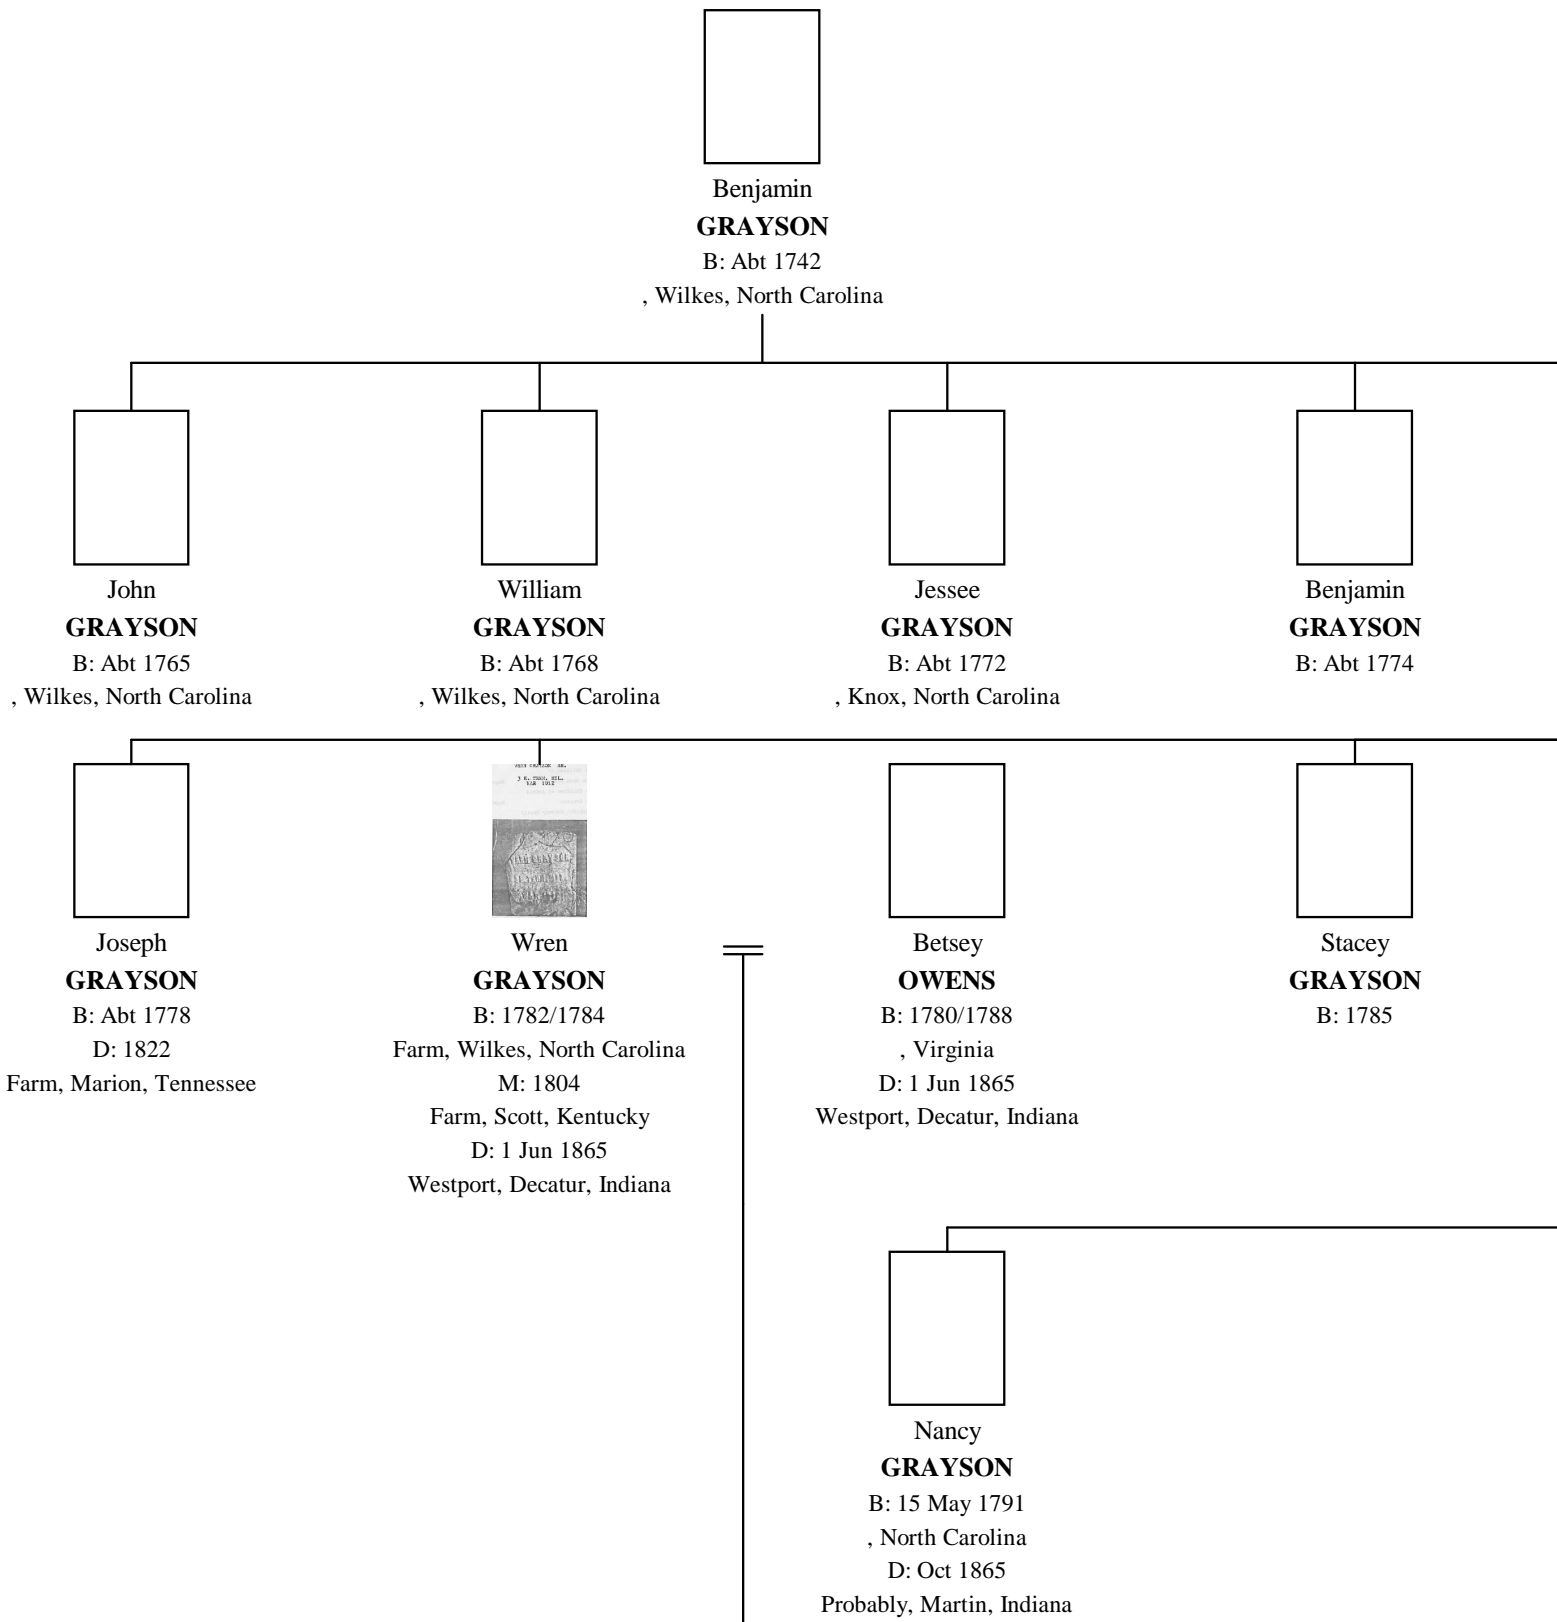 Benjamin
GRAYSON
B: Abt 1742
, Wilkes, North Carolina
John
GRAYSON
B: Abt 1765
, Wilkes, North Carolina
William
GRAYSON
B: Abt 1768
, Wilkes, North Carolina
Jessee
GRAYSON
B: Abt 1772
, Knox, North Carolina
Benjamin
GRAYSON
B: Abt 1774
Joseph
GRAYSON
B: Abt 1778
D: 1822
Farm, Marion, Tennessee
Wren
GRAYSON
B: 1782/1784
Farm, Wilkes, North Carolina
M: 1804
Farm, Scott, Kentucky
D: 1 Jun 1865
Westport, Decatur, Indiana
Betsey
OWENS
B: 1780/1788
, Virginia
D: 1 Jun 1865
Westport, Decatur, Indiana
Stacey
GRAYSON
B: 1785
Nancy
GRAYSON
B: 15 May 1791
, North Carolina
D: Oct 1865
Probably, Martin, Indiana